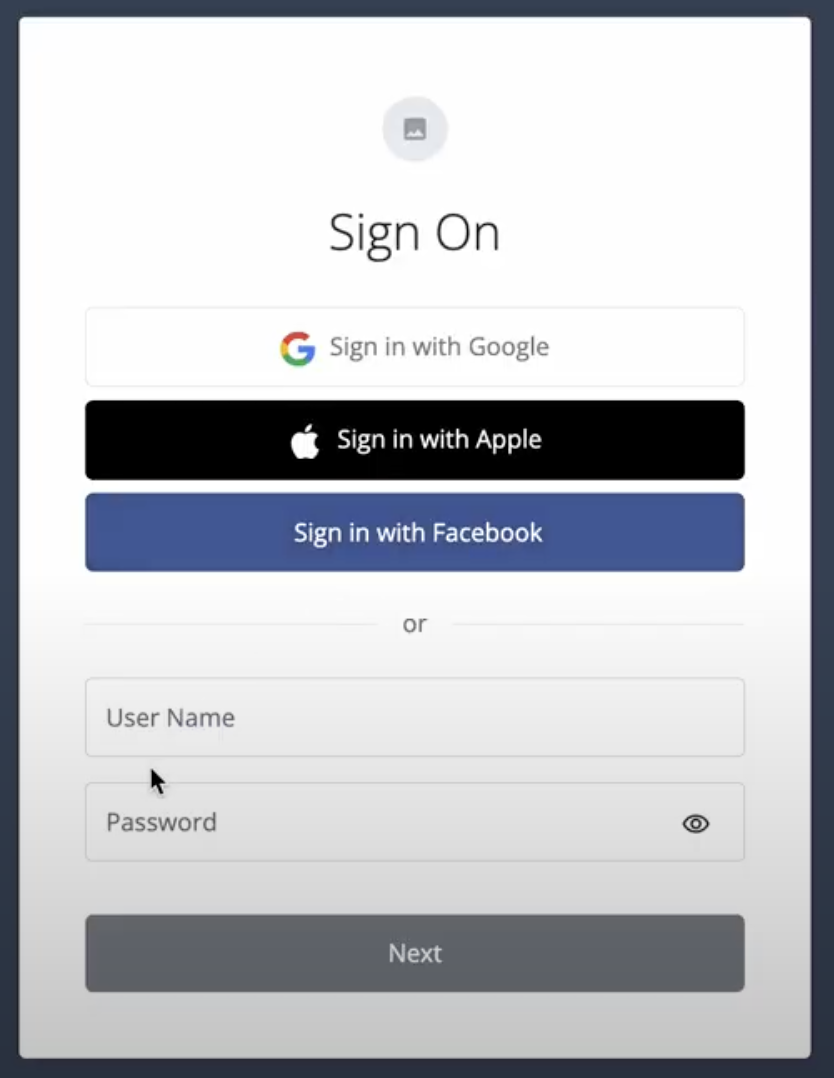 Sign On
Sign in with Google
Sign in with Apple
Sign in with Facebook
or
User Name
Password
Next